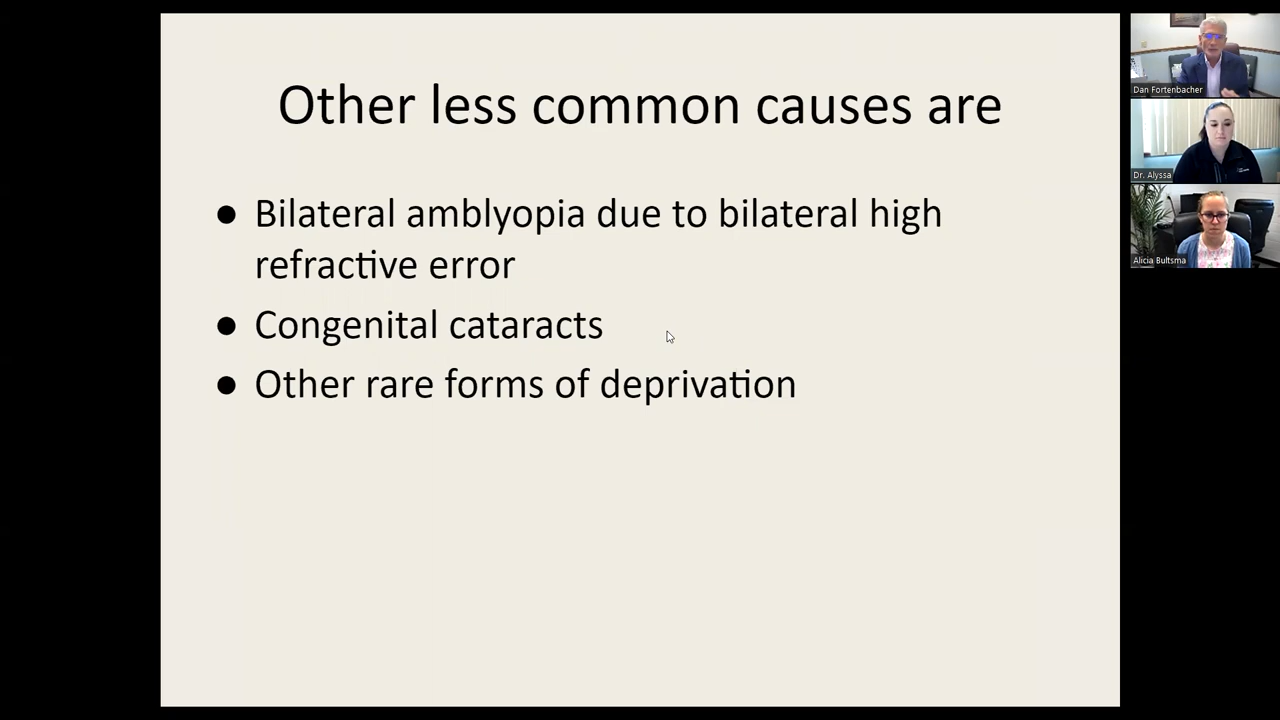 Other less common causes are
● Bilateral amblyopia due to bilateral high
refractive error
● Congenital cataracts
● Other rare forms of deprivation
Dan Fortenbacher
Dr. Alyssa
Alicia Bultsma